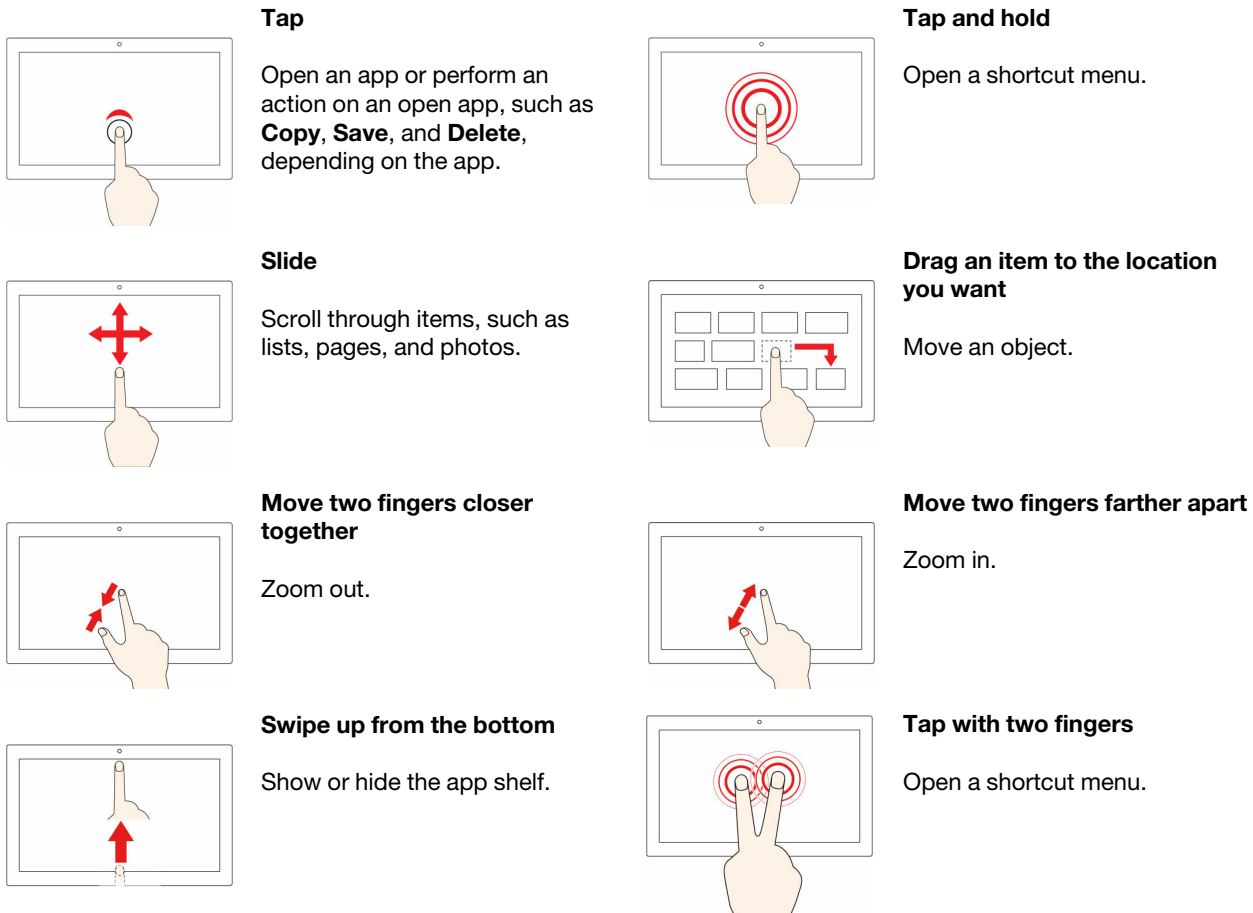 Tap
Open an app or perform an
action on an open app, such as
Copy, Save, and Delete,
depending on the app.
Tap and hold
Open a shortcut menu.
Slide
Scroll through items, such as
lists, pages, and photos.
Drag an item to the location
you want
Move an object.
Move two fingers closer
together
Zoom out.
Move two fingers farther apart
Zoom in.
Swipe up from the bottom
Show or hide the app shelf.
Tap with two fingers
Open a shortcut menu.